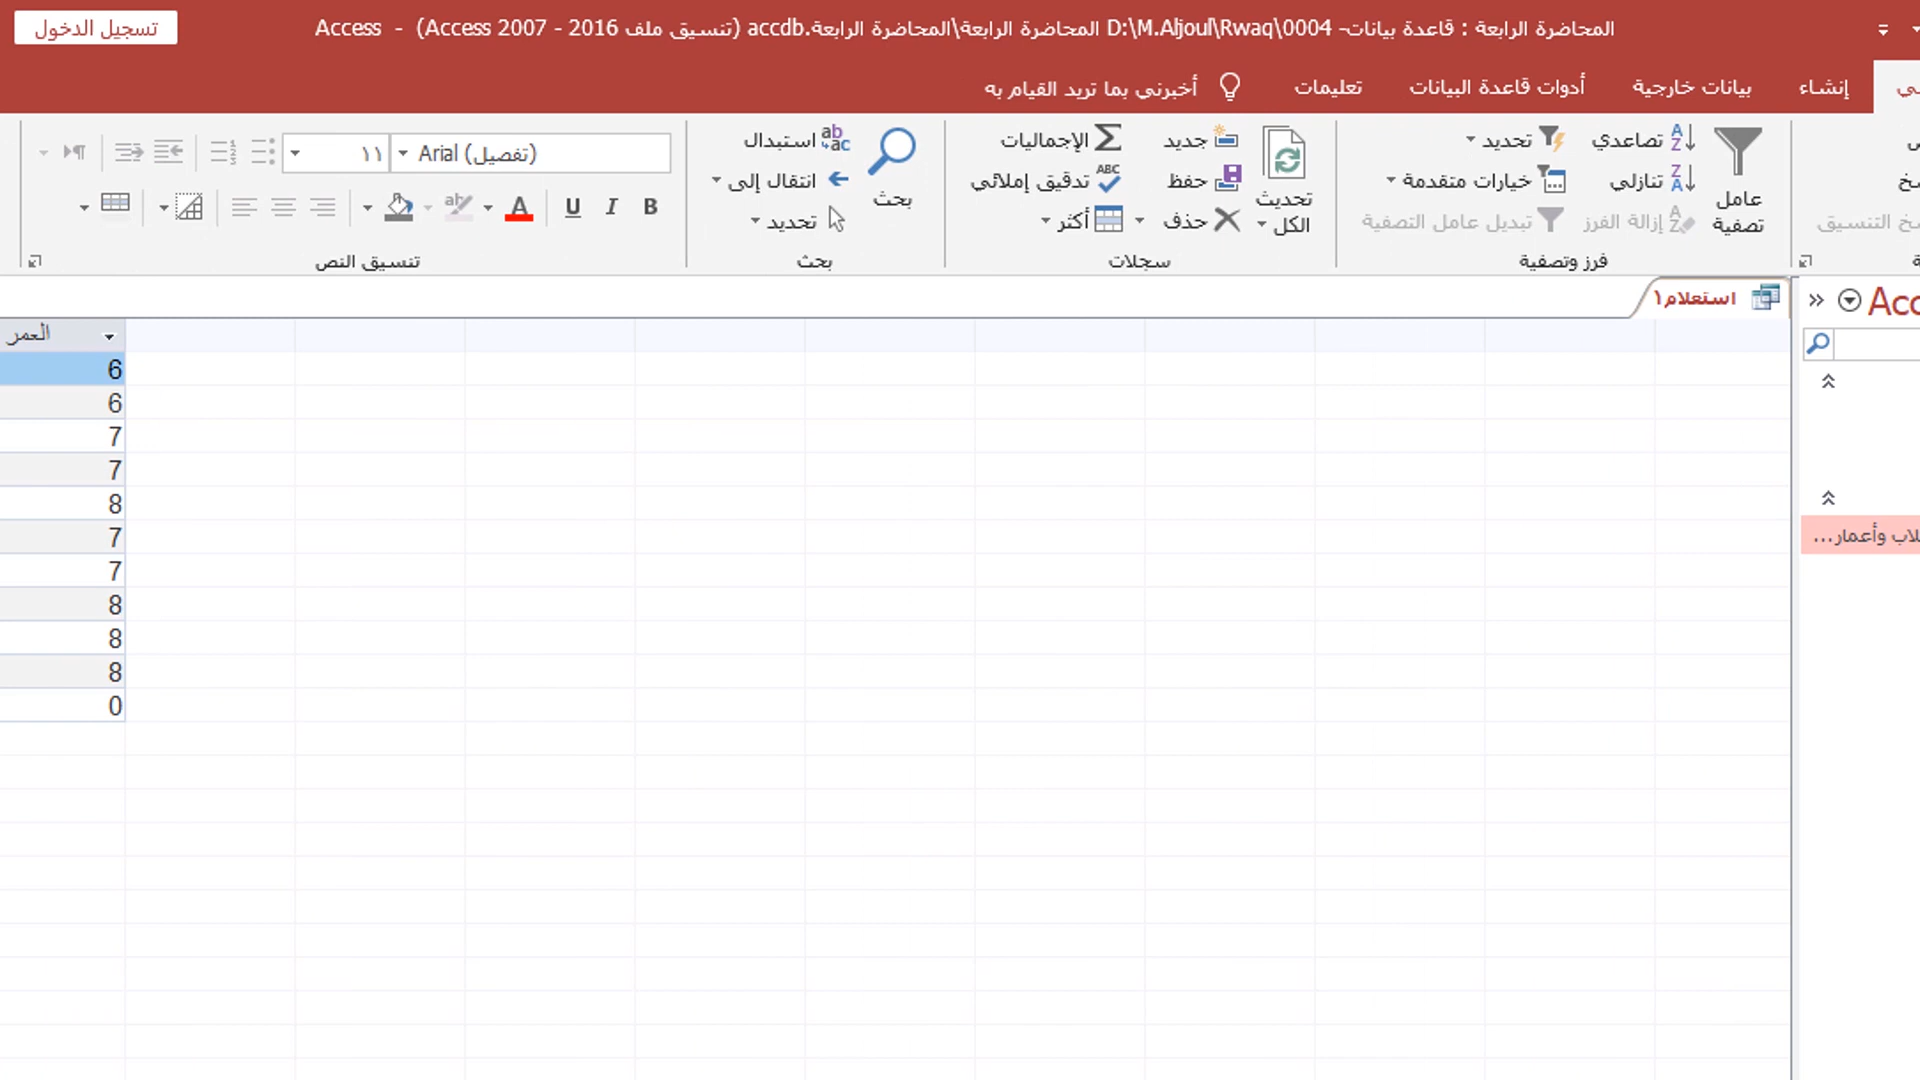 المحاضرة الرابعة : قاعدة بيانات- D:\M.Aljoul\Rwaq\0004 المحاضرة الرابعة\المحاضرة الرابعة.accdb (تنسيق ملف Access 2007 - 2016) - Access
تسجيل الدخول
إنشاء
بيانات خارجية
أدوات قاعدة البيانات
تعليمات
أخبرني بما تريد القيام به
عامل تصفية
تصاعدي
تنازلي
إزالة الفرز
تحديد
خيارات متقدمة
تبديل عامل التصفية
فرز وتصفية
تحديث الكل
جديد
حفظ
حذف
الإجماليات
تدقيق إملائي
أكثر
سجلات
بحث
استبدال
انتقال إلى
تحديد
بحث
Arial (تفصيل)
١١
B I U
تنسيق النص
استعلام١
العمر
6
6
7
7
8
7
7
8
8
8
0